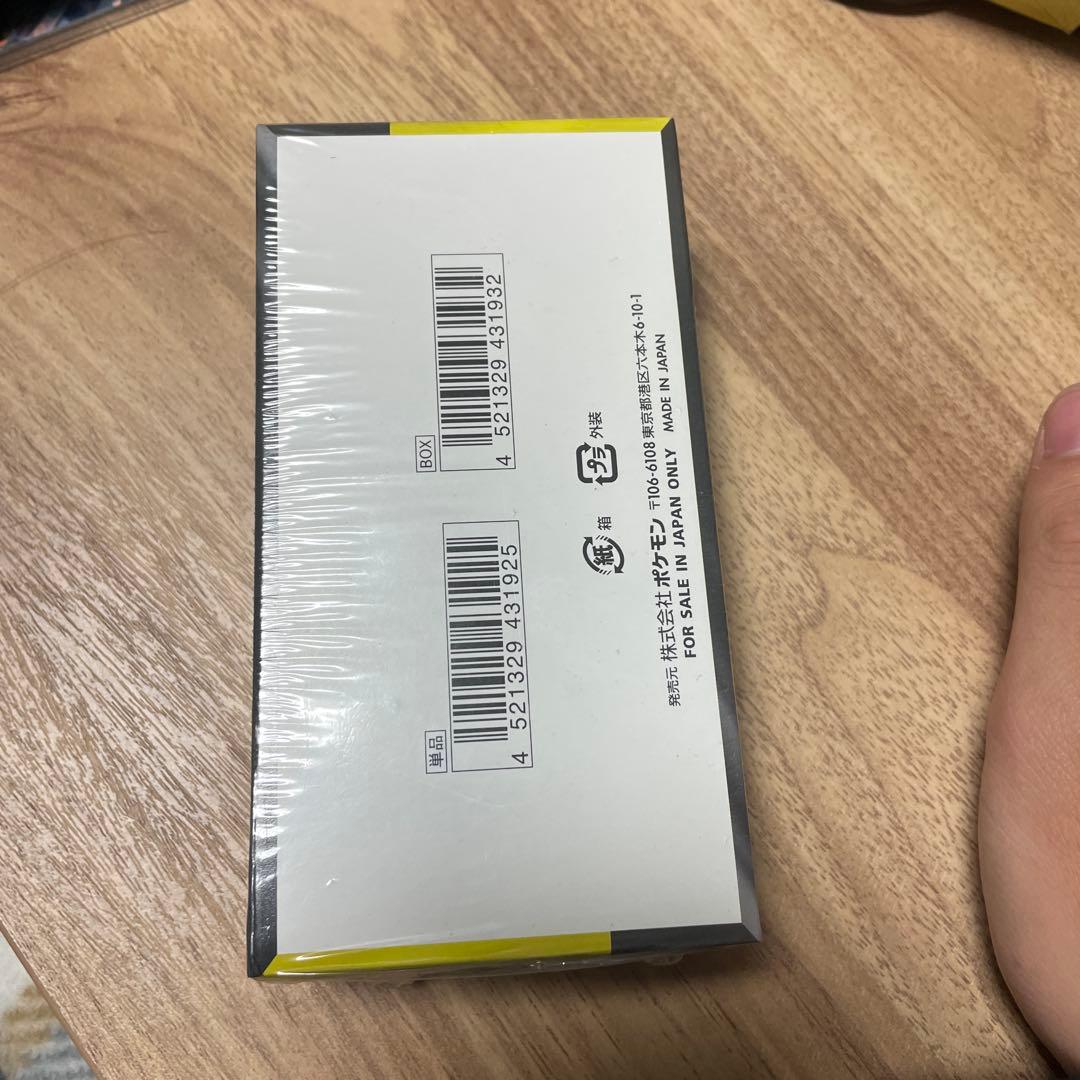 単品
4 521329 431925
BOX
4 521329 431932
紙 箱
プラ 外装
発売元 株式会社ポケモン 〒106-6108 東京都港区六本木6-10-1
FOR SALE IN JAPAN ONLY MADE IN JAPAN